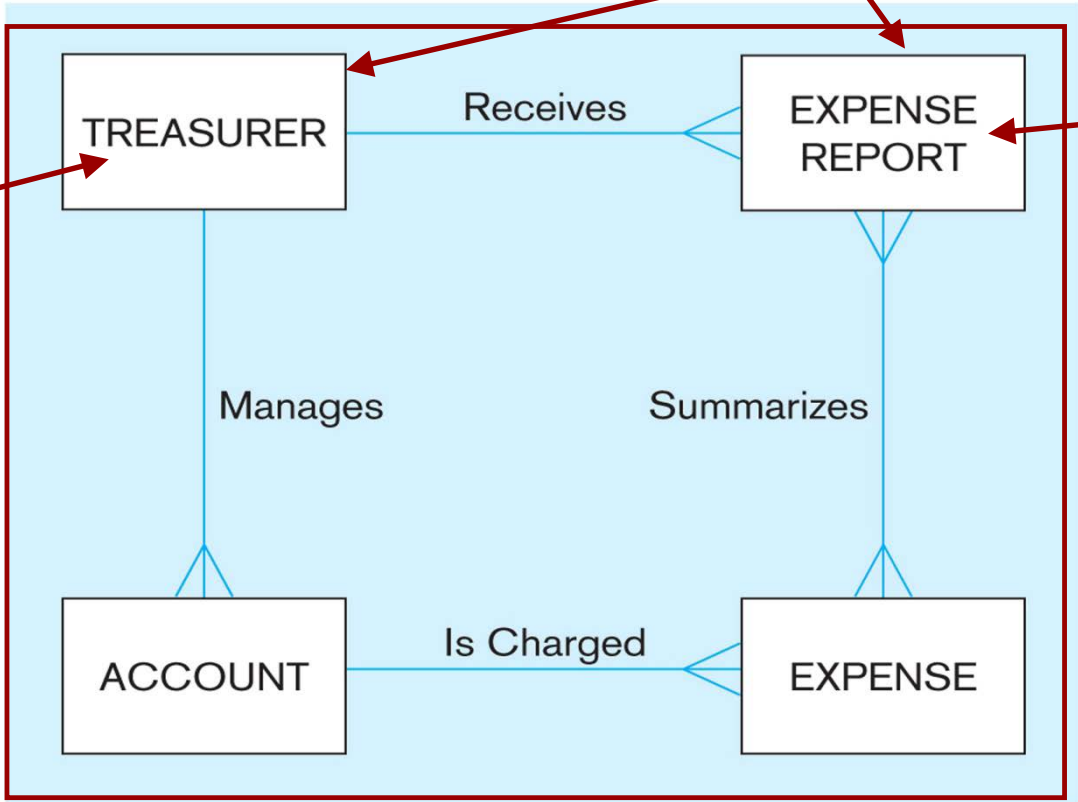 TREASURER
Receives
EXPENSE
REPORT
Manages
Summarizes
ACCOUNT
Is Charged
EXPENSE